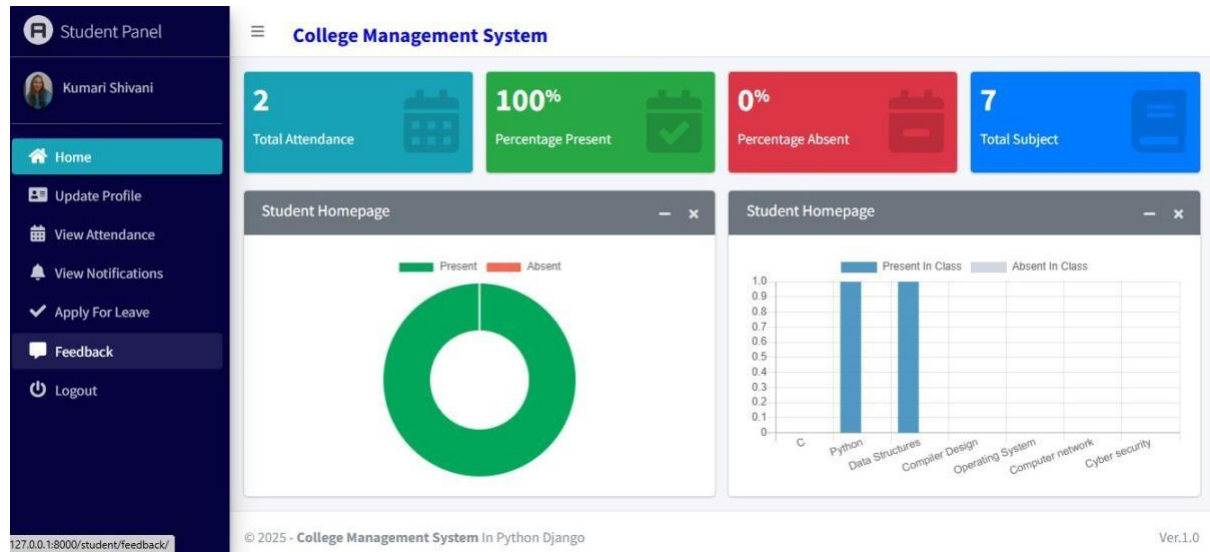 Student Panel
Kumari Shivani
Home
Update Profile
View Attendance
View Notifications
Apply For Leave
Feedback
Logout
127.0.0.1:8000/student/feedback/
College Management System
2
Total Attendance
100%
Percentage Present
0%
Percentage Absent
7
Total Subject
Student Homepage
Present Absent
Student Homepage
Present In Class Absent In Class
1.0
0.9
0.8
0.7
0.6
0.5
0.4
0.3
0.2
0.1
0
C
Python
Data Structures
Compiler Design
Operating System
Computer network
Cyber security
© 2025 - College Management System In Python Django
Ver.1.0